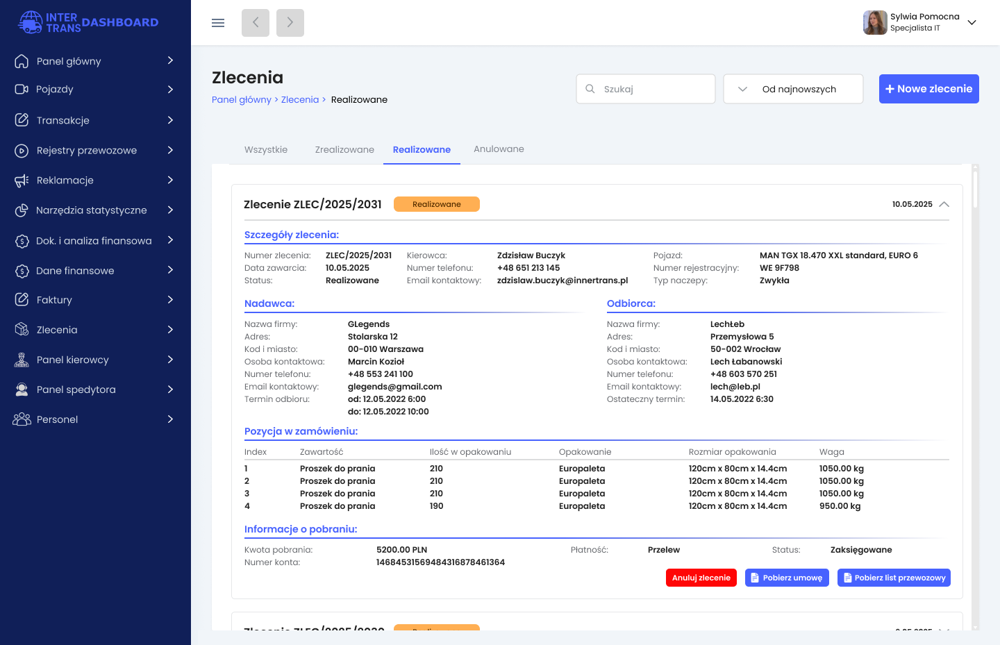 INTER
TRANS DASHBOARD
Panel główny
Pojazdy
Transakcje
Rejestry przewozowe
Reklamacje
Narzędzia statystyczne
Dok. i analiza finansowa
Dane finansowe
Faktury
Zlecenia
Panel kierowcy
Panel spedytora
Personel
Sylwia Pomocna
Specjalista IT
Zlecenia
Panel główny > Zlecenia > Realizowane
Szukaj
Od najnowszych
+ Nowe zlecenie
Wszystkie Zrealizowane Realizowane Anulowane
Zlecenie ZLEC/2025/2031 Realizowane 10.05.2025
Szczegóły zlecenia:
Numer zlecenia: ZLEC/2025/2031 Kierowca: Zdzisław Buczyk Pojazd: MAN TGX 18.470 XXL standard, EURO 6
Data zawarcia: 10.05.2025 Numer telefonu: +48 651 213 145 Numer rejestracyjny: WE 9F798
Status: Realizowane Email kontaktowy: zdzislaw.buczyk@innertrans.pl Typ naczepy: Zwykła
Nadawca:
Nazwa firmy: GLegends
Adres: Stolarska 12
Kod i miasto: 00-010 Warszawa
Osoba kontaktowa: Marcin Kozioł
Numer telefonu: +48 553 241 100
Email kontaktowy: glegends@gmail.com
Termin odbioru: od: 12.05.2022 6:00
do: 12.05.2022 10:00
Odbiorca:
Nazwa firmy: LechŁeb
Adres: Przemysłowa 5
Kod i miasto: 50-002 Wrocław
Osoba kontaktowa: Lech Łabanowski
Numer telefonu: +48 603 570 251
Email kontaktowy: lech@leb.pl
Ostateczny termin: 14.05.2022 6:30
Pozycja w zamówieniu:
Index Zawartość Ilość w opakowaniu Opakowanie Rozmiar opakowania Waga
1 Proszek do prania 210 Europaleta 120cm x 80cm x 14.4cm 1050.00 kg
2 Proszek do prania 210 Europaleta 120cm x 80cm x 14.4cm 1050.00 kg
3 Proszek do prania 210 Europaleta 120cm x 80cm x 14.4cm 1050.00 kg
4 Proszek do prania 190 Europaleta 120cm x 80cm x 14.4cm 950.00 kg
Informacje o pobraniu:
Kwota pobrania: 5200.00 PLN Płatność: Przelew Status: Zaksięgowane
Numer konta: 14684531569484316878461364
Anuluj zlecenie Pobierz umowę Pobierz list przewozowy
Zlecenie ZLEC/2025/2030 Realizowane